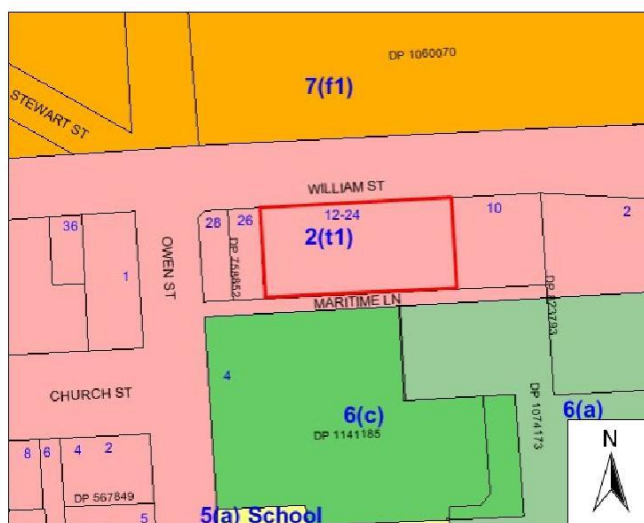 DP 1060070
7(f1)
STEWART ST
WILLIAM ST
36
28
26
12-24
10
2
2(t1)
OWEN ST
DP 758852
1
MARITIME LN
DP 823793
4
CHURCH ST
6(c)
6(a)
DP 1141185
DP 1074173
N
8
6
4
2
DP 567849
5
5(a) School